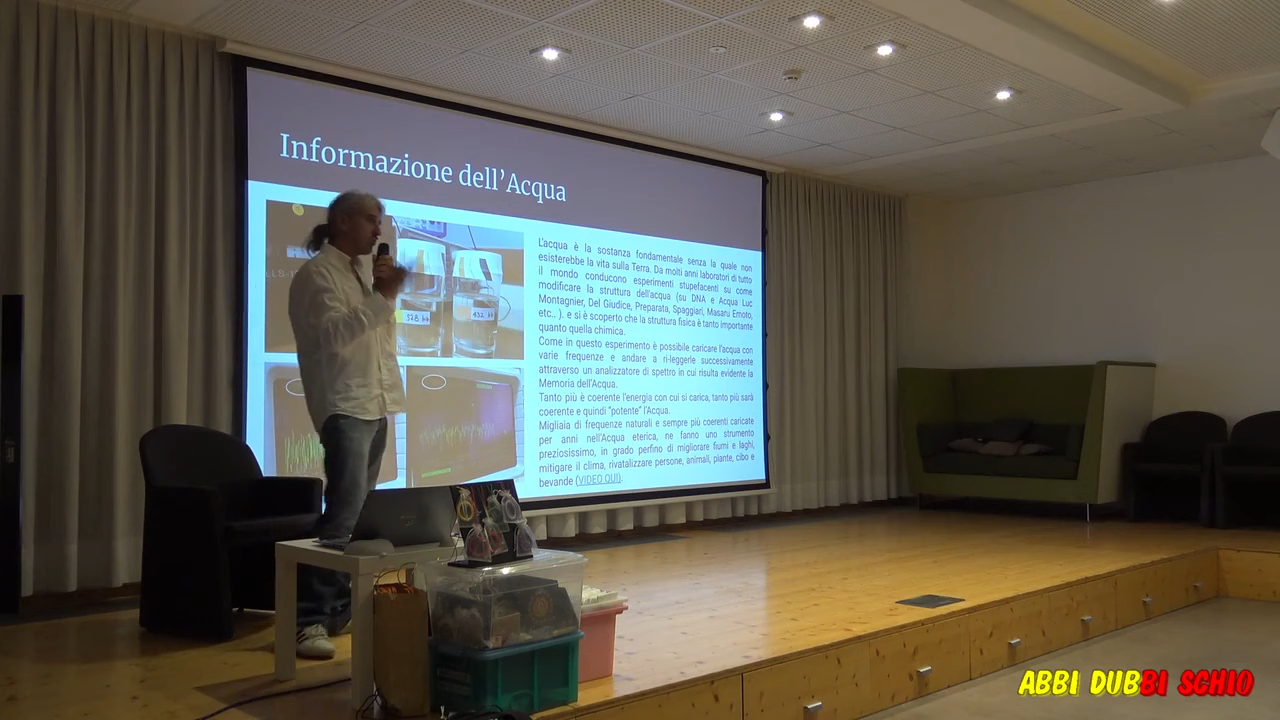 Informazione dell'Acqua
L'acqua è la sostanza fondamentale senza la quale non
esisterebbe la vita sulla Terra. Da molti anni laboratori di tutto
il mondo conducono esperimenti stupefacenti su come
modificare la struttura dell'acqua (su DNA e Acqua Luc
Montagnier, Del Giudice, Preparata, Spaggiari, Masaru Emoto,
etc.. ). e si è scoperto che la struttura fisica è tanto importante
quanto quella chimica.
Come in questo esperimento è possibile caricare l'acqua con
varie frequenze e andare a ri-leggerle successivamente
attraverso un analizzatore di spettro in cui risulta evidente la
Memoria dell'Acqua.
Tanto più è coerente l'energia con cui si carica, tanto più sarà
coerente e quindi "potente" l'Acqua.
Migliaia di frequenze naturali e sempre più coerenti caricate
per anni nell'Acqua eterica, ne fanno uno strumento
preziosissimo, in grado perfino di migliorare fiumi e laghi,
mitigare il clima, rivatalizzare persone, animali, piante, cibo e
bevande (VIDEO QUI).
528 432
ABBI DUBBI SCHIO